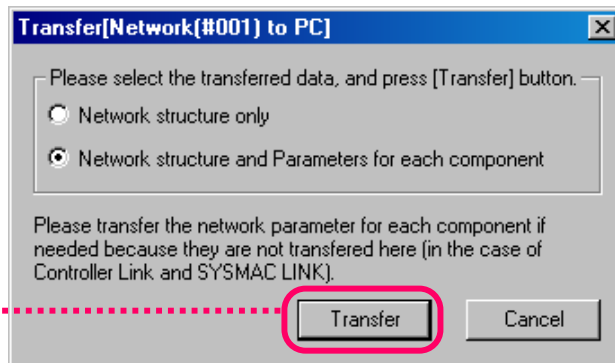 Transfer[Network(#001) to PC]
Please select the transferred data, and press [Transfer] button.
Network structure only
Network structure and Parameters for each component
Please transfer the network parameter for each component if
needed because they are not transfered here (in the case of
Controller Link and SYSMAC LINK).
Transfer
Cancel